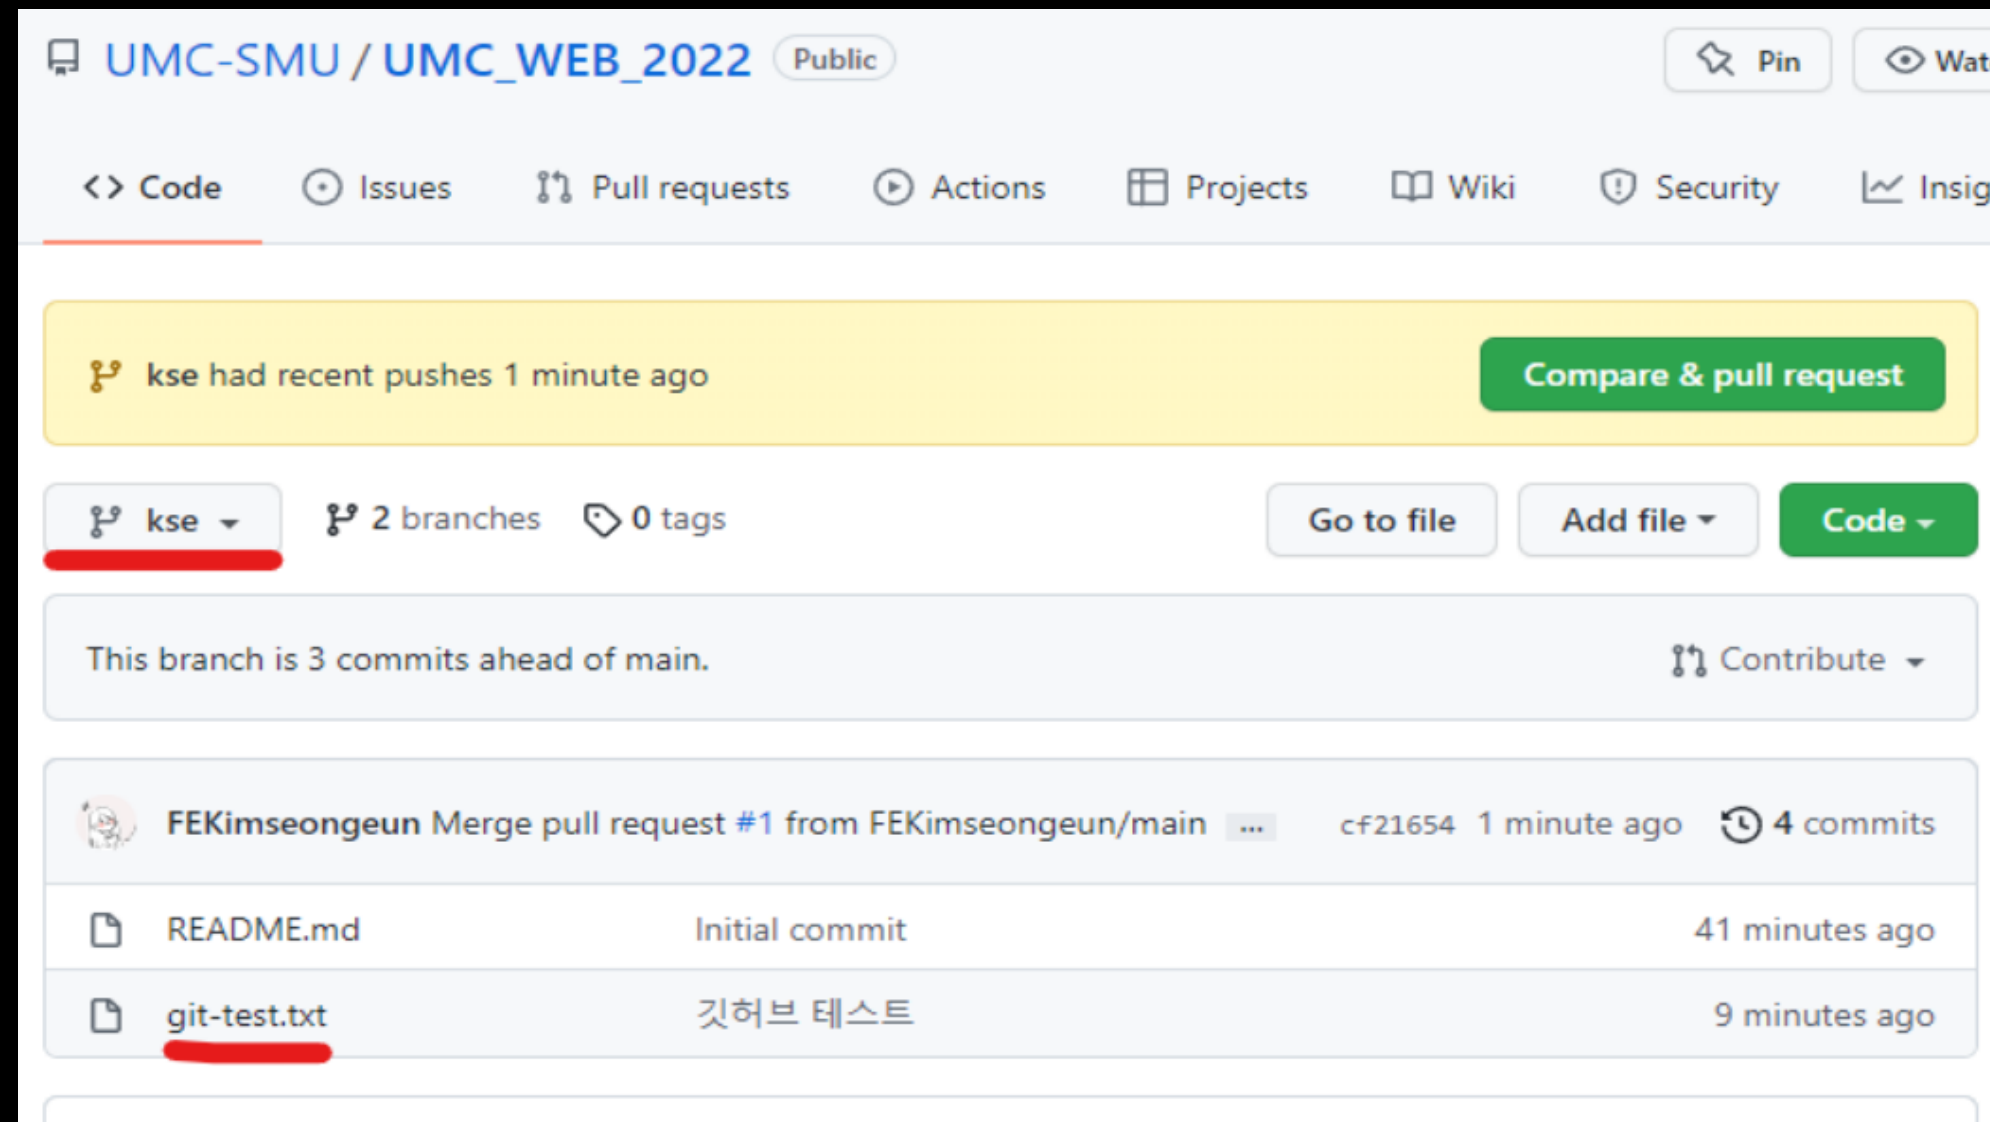 UMC-SMU / UMC_WEB_2022 Public Pin
Code Issues Pull requests Actions Projects Wiki Security
kse had recent pushes 1 minute ago Compare & pull request
kse 2 branches 0 tags Go to file Add file Code
This branch is 3 commits ahead of main. Contribute
FEKimseongeun Merge pull request #1 from FEKimseongeun/main ... cf21654 1 minute ago 4 commits
README.md Initial commit 41 minutes ago
git-test.txt 깃허브 테스트 9 minutes ago